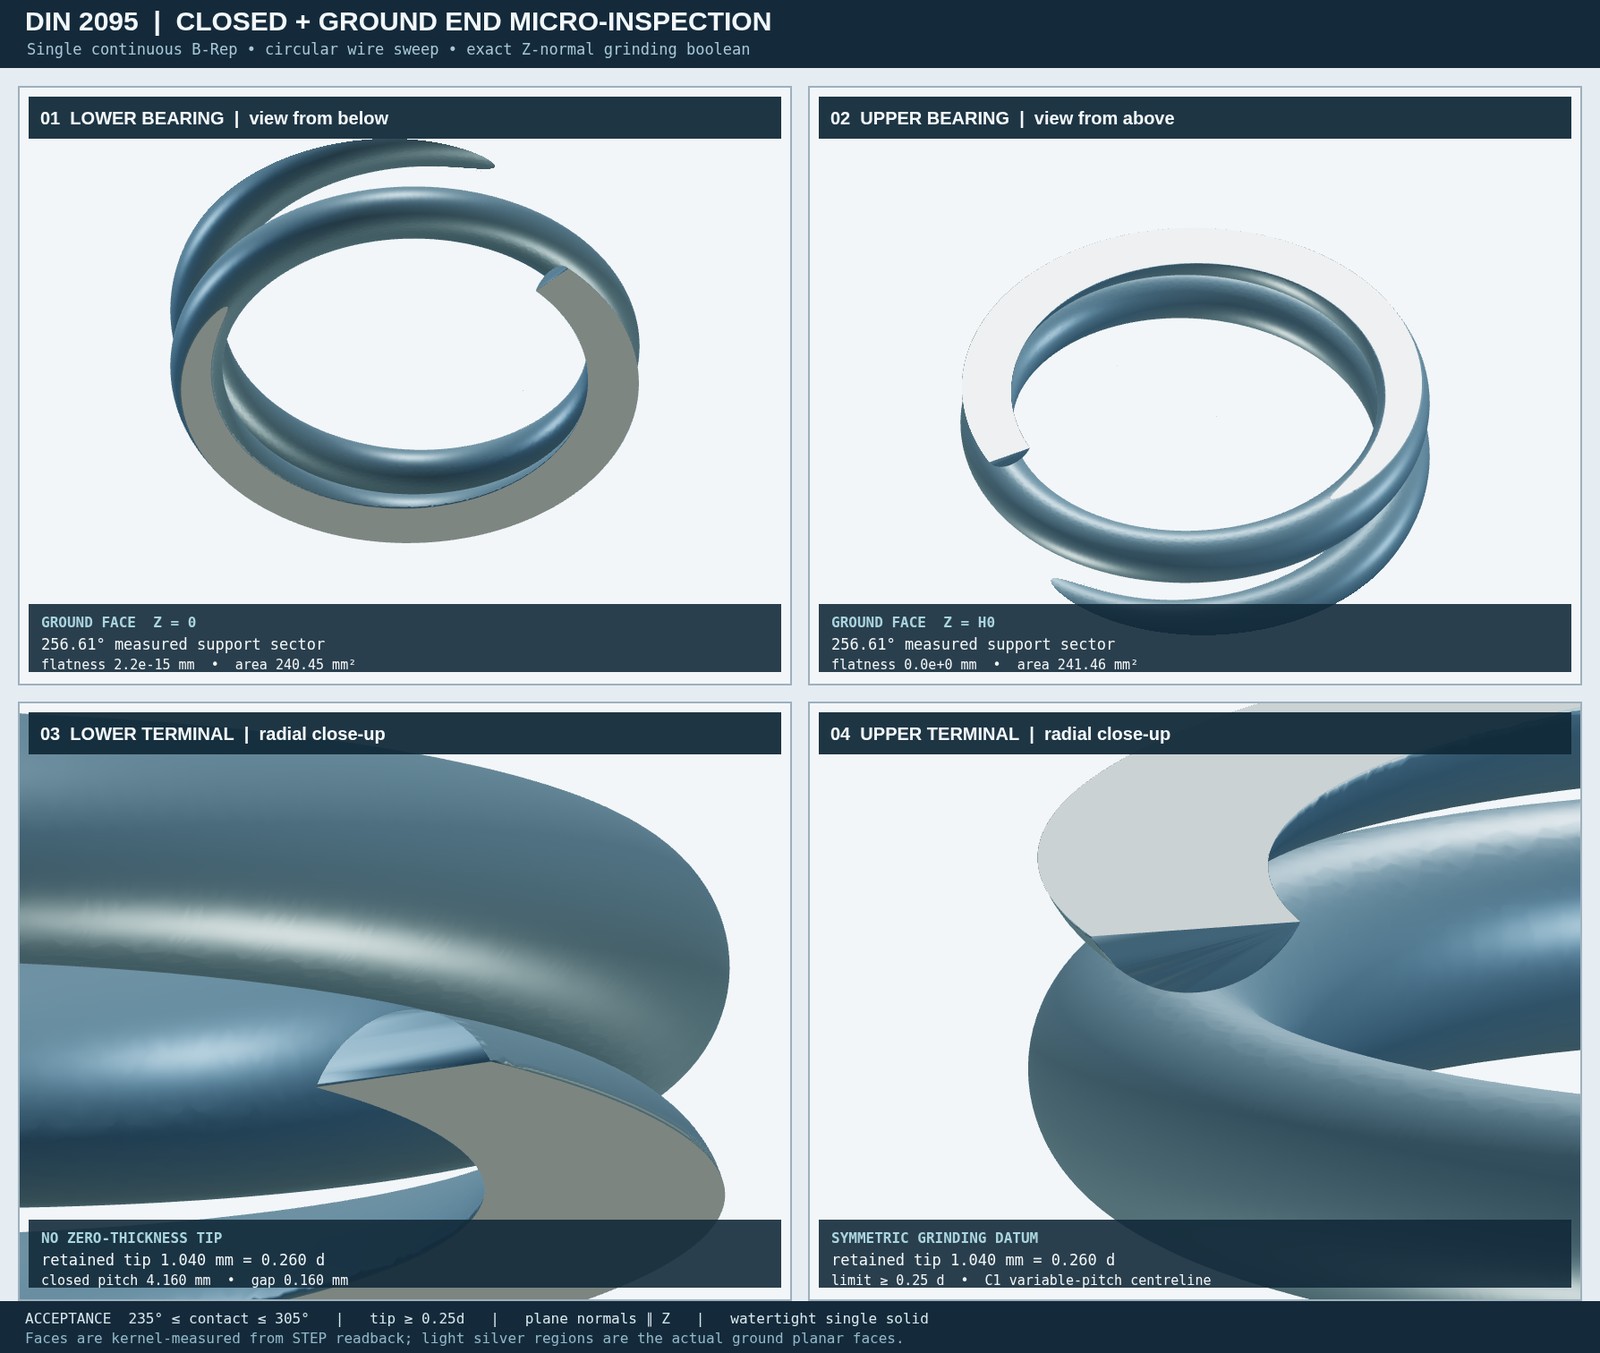 DIN 2095 | CLOSED + GROUND END MICRO-INSPECTION
Single continuous B-Rep • circular wire sweep • exact Z-normal grinding boolean
01 LOWER BEARING | view from below
GROUND FACE Z = 0
256.61° measured support sector
flatness 2.2e-15 mm • area 240.45 mm²
02 UPPER BEARING | view from above
GROUND FACE Z = H0
256.61° measured support sector
flatness 0.0e+0 mm • area 241.46 mm²
03 LOWER TERMINAL | radial close-up
NO ZERO-THICKNESS TIP
retained tip 1.040 mm = 0.260 d
closed pitch 4.160 mm • gap 0.160 mm
04 UPPER TERMINAL | radial close-up
SYMMETRIC GRINDING DATUM
retained tip 1.040 mm = 0.260 d
limit ≥ 0.25 d • C1 variable-pitch centreline
ACCEPTANCE 235° ≤ contact ≤ 305° | tip ≥ 0.25d | plane normals ∥ Z | watertight single solid
Faces are kernel-measured from STEP readback; light silver regions are the actual ground planar faces.